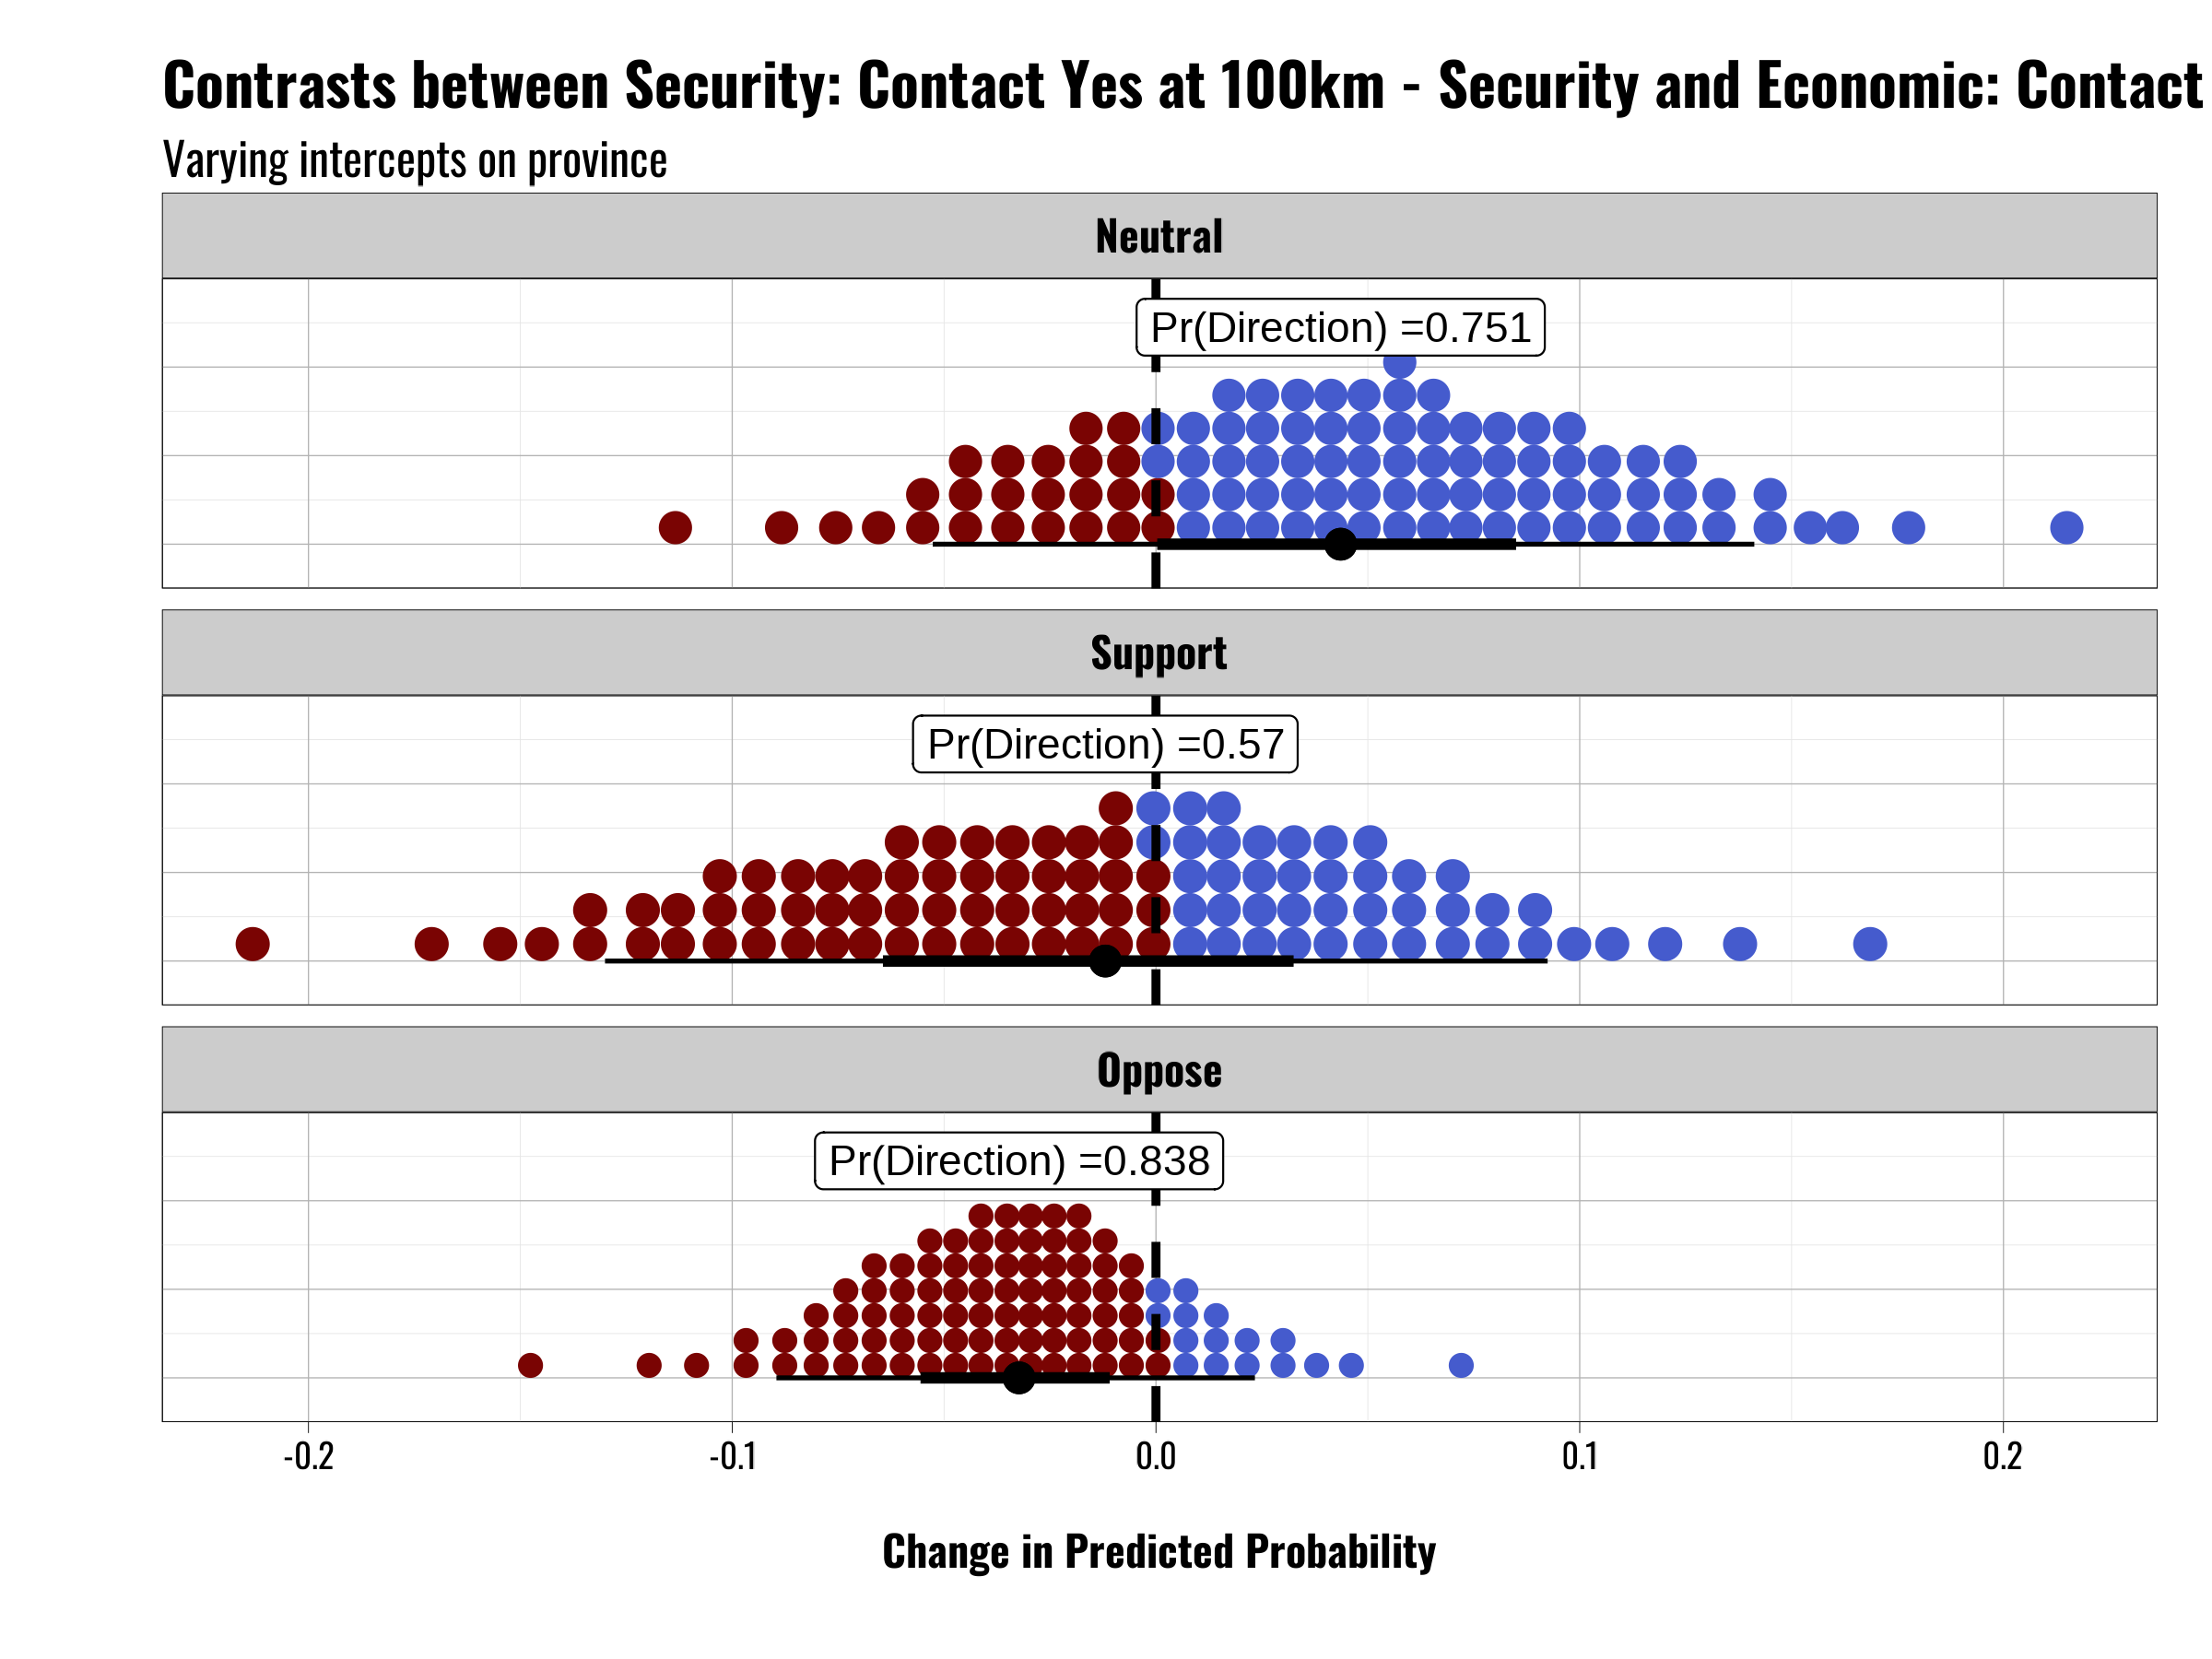 Contrasts between Security: Contact Yes at 100km - Security and Economic: Contact
Varying intercepts on province
Neutral
Pr(Direction) =0.751
Support
Pr(Direction) =0.57
Oppose
Pr(Direction) =0.838
-0.2 -0.1 0.0 0.1 0.2
Change in Predicted Probability